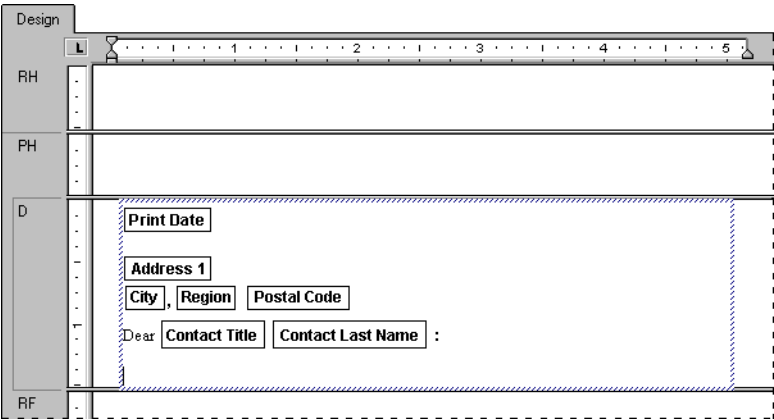 Design
L 1 2 3 4 5
RH
PH
D
Print Date
Address 1
City , Region Postal Code
1
Dear Contact Title Contact Last Name :
RF